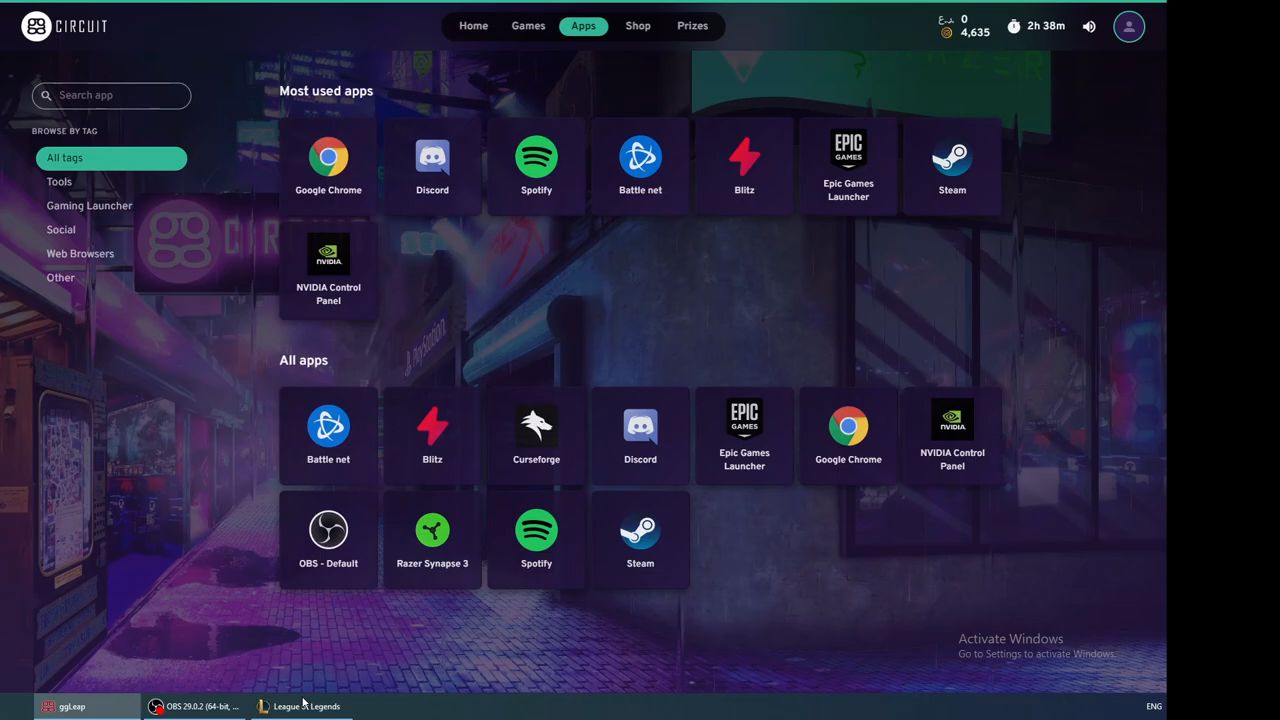 CIRCUIT
Home
Games
Apps
Shop
Prizes
د.ع 0
4,635
2h 38m
Search app
BROWSE BY TAG
All tags
Tools
Gaming Launcher
Social
Web Browsers
Other
Most used apps
Google Chrome
Discord
Spotify
Battle net
Blitz
EPIC
GAMES
Epic Games
Launcher
Steam
NVIDIA
NVIDIA Control
Panel
PlayStation
All apps
Battle net
Blitz
Curseforge
Discord
EPIC
GAMES
Epic Games
Launcher
Google Chrome
NVIDIA
NVIDIA Control
Panel
OBS - Default
Razer Synapse 3
Spotify
Steam
Activate Windows
Go to Settings to activate Windows.
ggLeap
OBS 29.0.2 (64-bit, ...
League of Legends
ENG